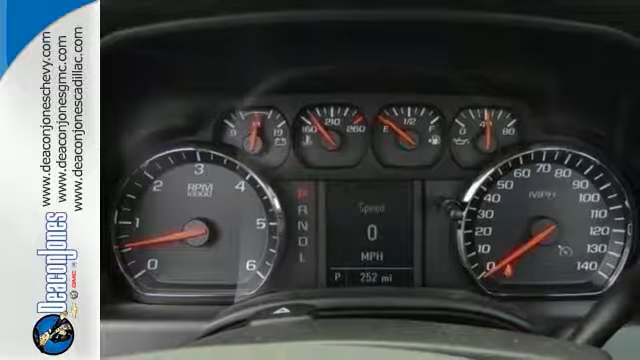 www.deaconjoneschevy.com
www.deaconjonesgmc.com
www.deaconjonescadillac.com
DeaconJones
GMC
9 19
160 210 260
E 1/2 F
0 80
0 1 2 3 4 5 6
RPM
X1000
P
R
N
D
Speed
0
MPH
P 252 mi
0 10 20 30 40 50 60 70 80 90 100 110 120 130 140
MPH